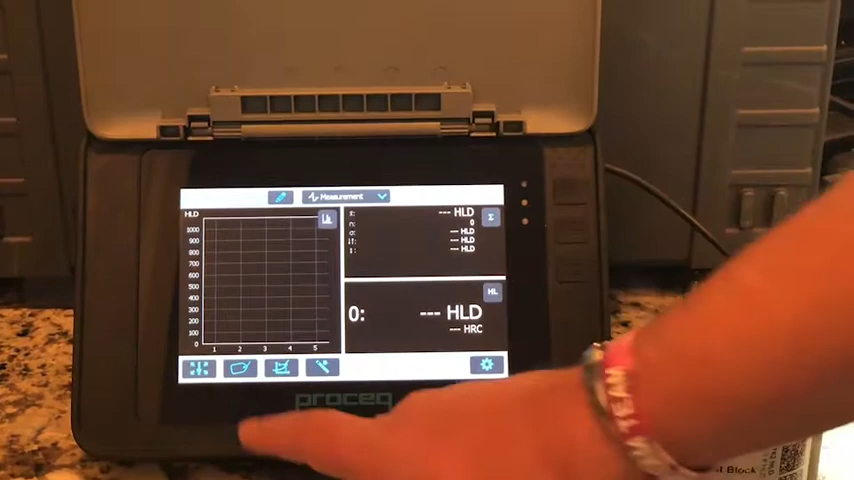 Measurement
HLD
1000
900
800
700
600
500
400
300
200
100
0
1 2 3 4 5
x̄: --- HLD
n: 0
σ: --- HLD
--- HLD
--- HLD
Σ
HL
0: --- HLD
--- HRC
proceq
Block